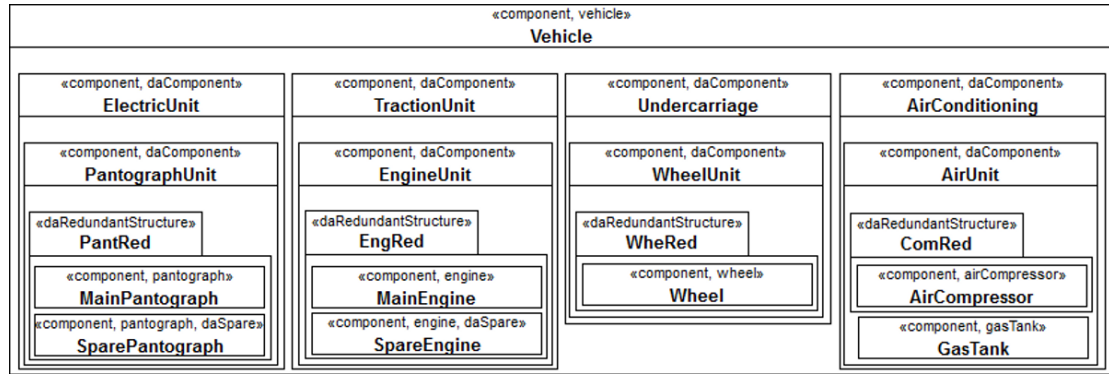 «component, vehicle»
Vehicle
«component, daComponent»
ElectricUnit
«component, daComponent»
PantographUnit
«daRedundantStructure»
PantRed
«component, pantograph»
MainPantograph
«component, pantograph, daSpare»
SparePantograph
«component, daComponent»
TractionUnit
«component, daComponent»
EngineUnit
«daRedundantStructure»
EngRed
«component, engine»
MainEngine
«component, engine, daSpare»
SpareEngine
«component, daComponent»
Undercarriage
«component, daComponent»
WheelUnit
«daRedundantStructure»
WheRed
«component, wheel»
Wheel
«component, daComponent»
AirConditioning
«component, daComponent»
AirUnit
«daRedundantStructure»
ComRed
«component, airCompressor»
AirCompressor
«component, gasTank»
GasTank